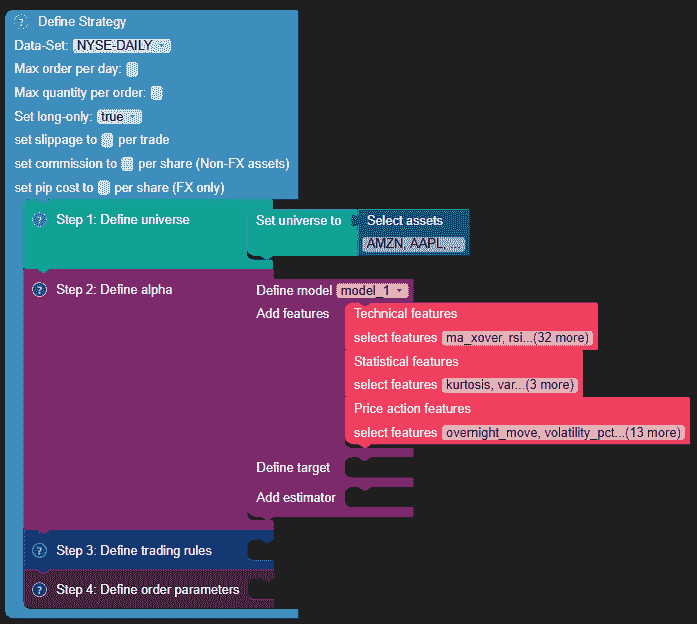 ? Define Strategy
Data-Set: NYSE-DAILY
Max order per day:
Max quantity per order:
Set long-only: true
set slippage to per trade
set commission to per share (Non-FX assets)
set pip cost to per share (FX only)
? Step 1: Define universe
Set universe to
Select assets
AMZN, AAPL,
? Step 2: Define alpha
Define model model_1
Add features
Technical features
select features ma_xover, rsi...(32 more)
Statistical features
select features kurtosis, var...(3 more)
Price action features
select features overnight_move, volatility_pct...(13 more)
Define target
Add estimator
? Step 3: Define trading rules
? Step 4: Define order parameters